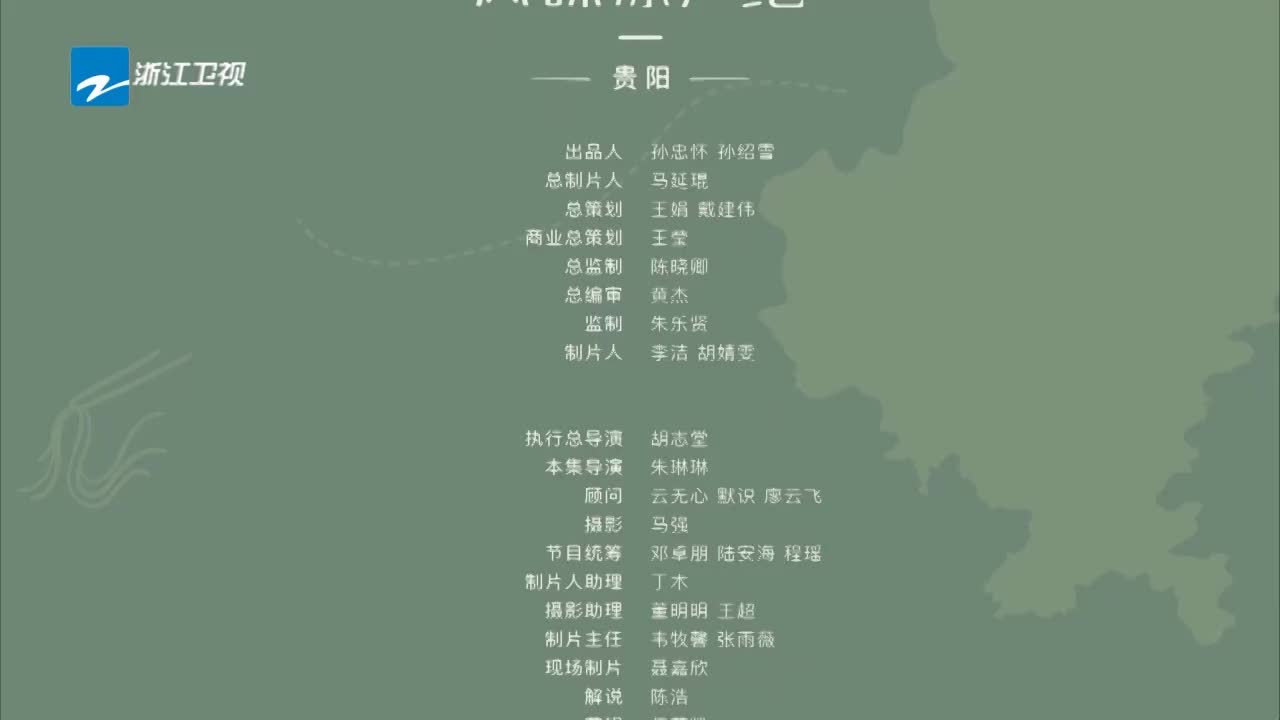 浙江卫视
贵阳
出品人 孙忠怀 孙绍雪
总制片人 马延琨
总策划 王娟 戴建伟
商业总策划 王莹
总监制 陈晓卿
总编审 黄杰
监制 朱乐贤
制片人 李洁 胡婧雯
执行总导演 胡志堂
本集导演 朱琳琳
顾问 云无心 默识 廖云飞
摄影 马强
节目统筹 邓卓朋 陆安海 程瑶
制片人助理 丁木
摄影助理 董明明 王超
制片主任 韦牧馨 张雨薇
现场制片 聂嘉欣
解说 陈浩